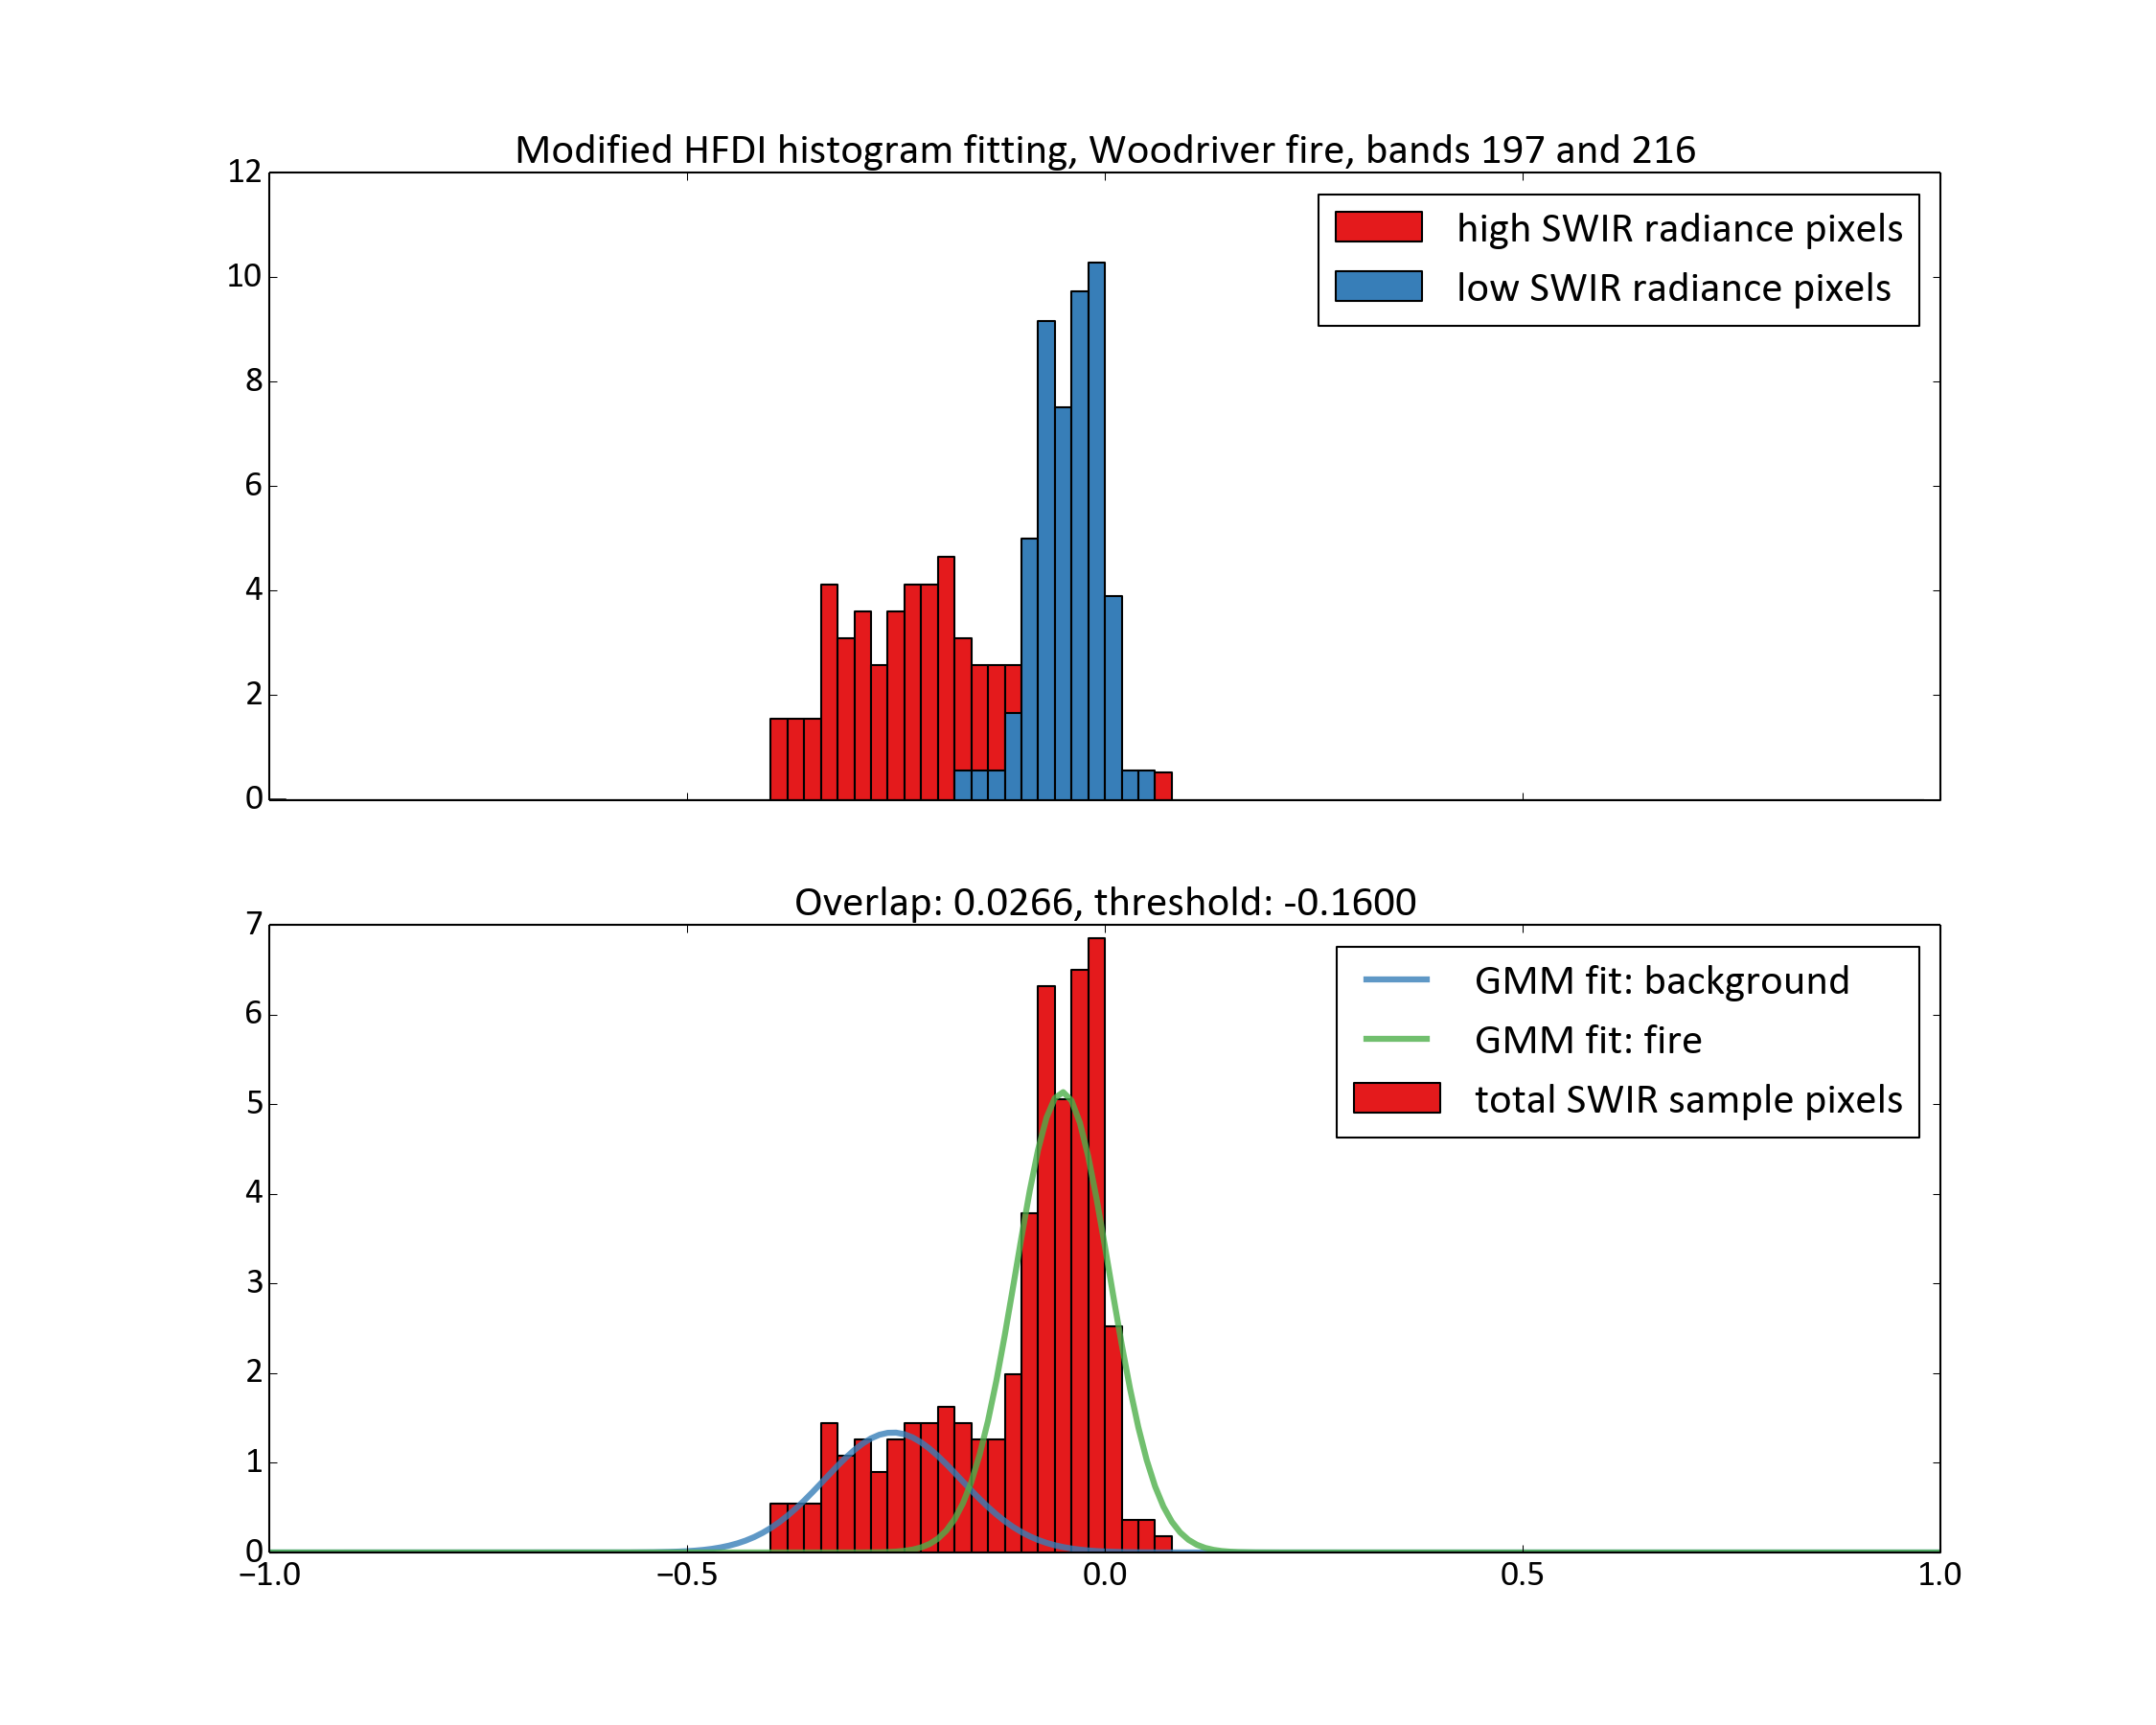 Modified HFDI histogram fitting, Woodriver fire, bands 197 and 216
12
10
8
6
4
2
0
high SWIR radiance pixels
low SWIR radiance pixels
Overlap: 0.0266, threshold: -0.1600
7
6
5
4
3
2
1
0
GMM fit: background
GMM fit: fire
total SWIR sample pixels
−1.0 −0.5 0.0 0.5 1.0